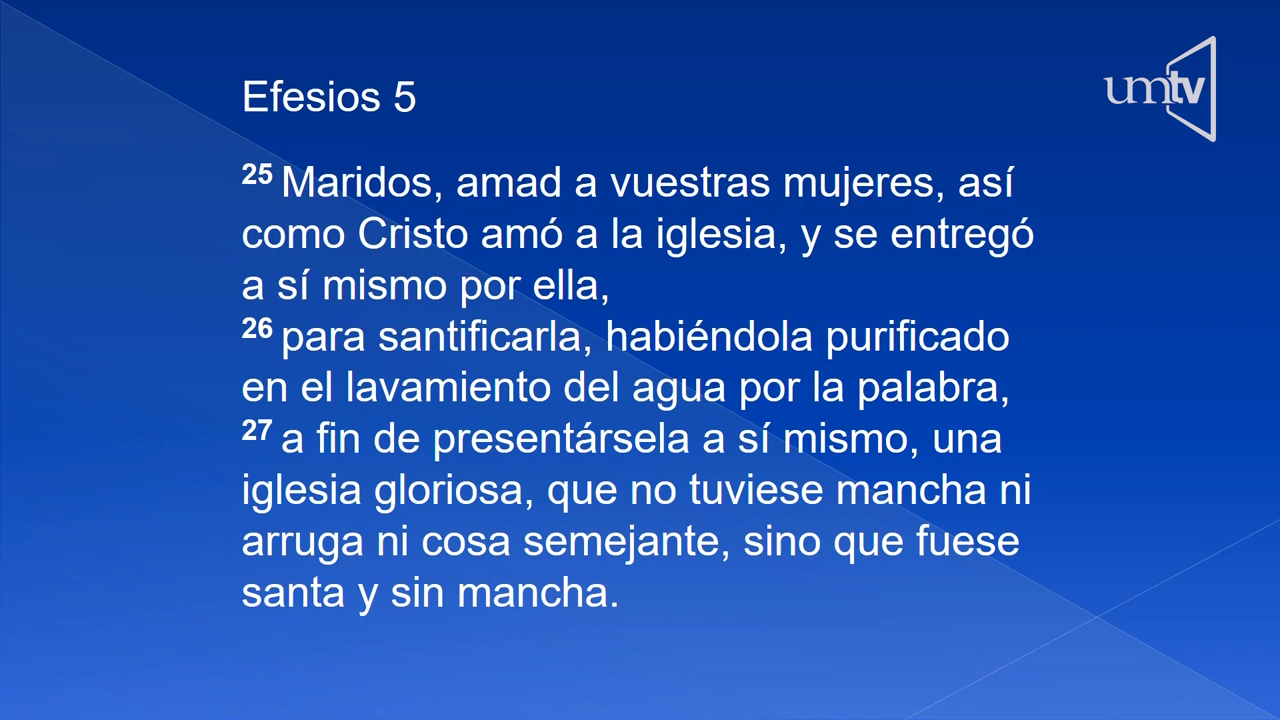 Efesios 5
umtv
25 Maridos, amad a vuestras mujeres, así
como Cristo amó a la iglesia, y se entregó
a sí mismo por ella,
26 para santificarla, habiéndola purificado
en el lavamiento del agua por la palabra,
27 a fin de presentársela a sí mismo, una
iglesia gloriosa, que no tuviese mancha ni
arruga ni cosa semejante, sino que fuese
santa y sin mancha.